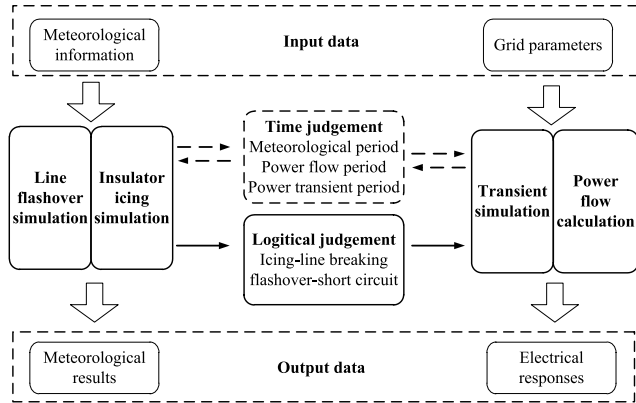 Meteorological
information
Input data
Grid parameters
Line
flashover
simulation
Insulator
icing
simulation
Time judgement
Meteorological period
Power flow period
Power transient period
Logitical judgement
Icing-line breaking
flashover-short circuit
Transient
simulation
Power
flow
calculation
Meteorological
results
Output data
Electrical
responses